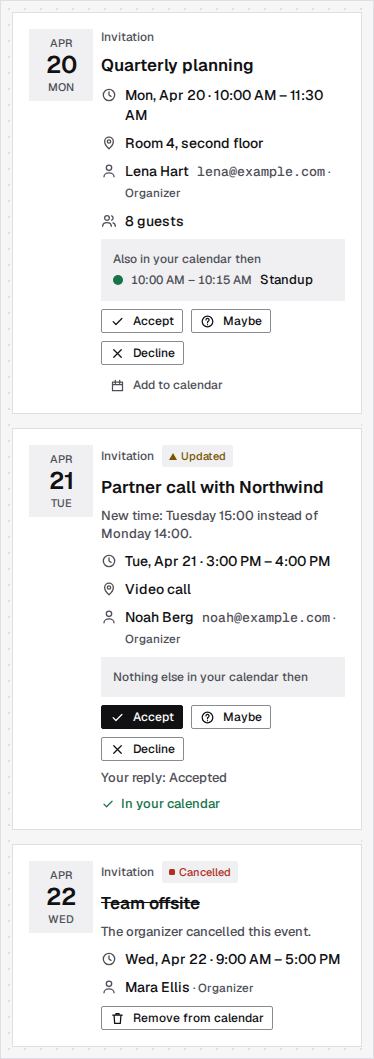 APR
20
MON
Invitation
Quarterly planning
Mon, Apr 20 · 10:00 AM – 11:30
AM
Room 4, second floor
Lena Hart lena@example.com ·
Organizer
8 guests
Also in your calendar then
10:00 AM – 10:15 AM Standup
Accept Maybe
Decline
Add to calendar
APR
21
TUE
Invitation Updated
Partner call with Northwind
New time: Tuesday 15:00 instead of
Monday 14:00.
Tue, Apr 21 · 3:00 PM – 4:00 PM
Video call
Noah Berg noah@example.com ·
Organizer
Nothing else in your calendar then
Accept Maybe
Decline
Your reply: Accepted
In your calendar
APR
22
WED
Invitation Cancelled
Team offsite
The organizer cancelled this event.
Wed, Apr 22 · 9:00 AM – 5:00 PM
Mara Ellis · Organizer
Remove from calendar